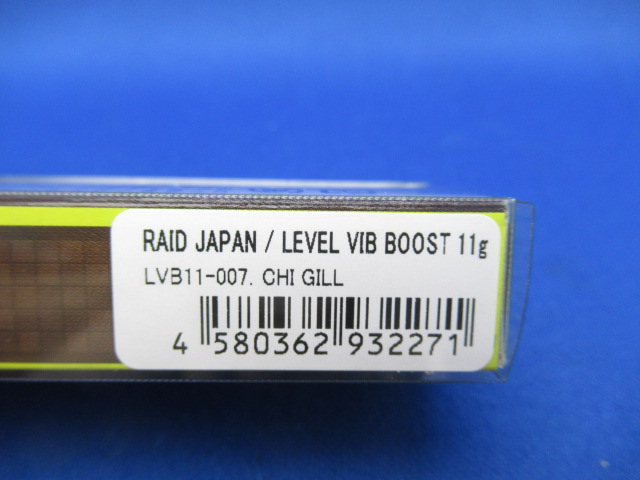 RAID JAPAN / LEVEL VIB BOOST 11g
LVB11-007. CHI GILL
4 580362 932271